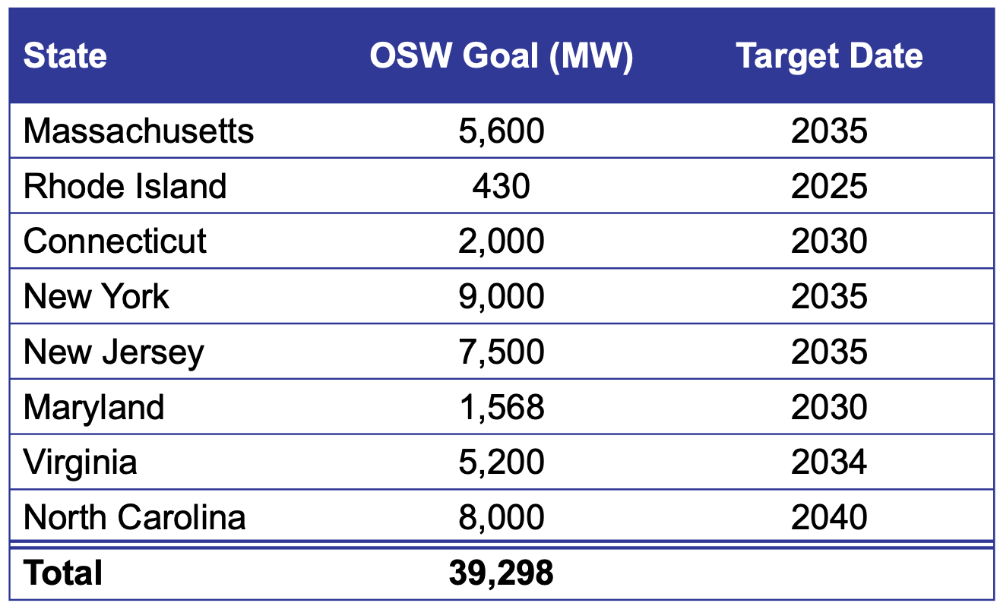 State OSW Goal (MW) Target Date
Massachusetts 5,600 2035
Rhode Island 430 2025
Connecticut 2,000 2030
New York 9,000 2035
New Jersey 7,500 2035
Maryland 1,568 2030
Virginia 5,200 2034
North Carolina 8,000 2040
Total 39,298